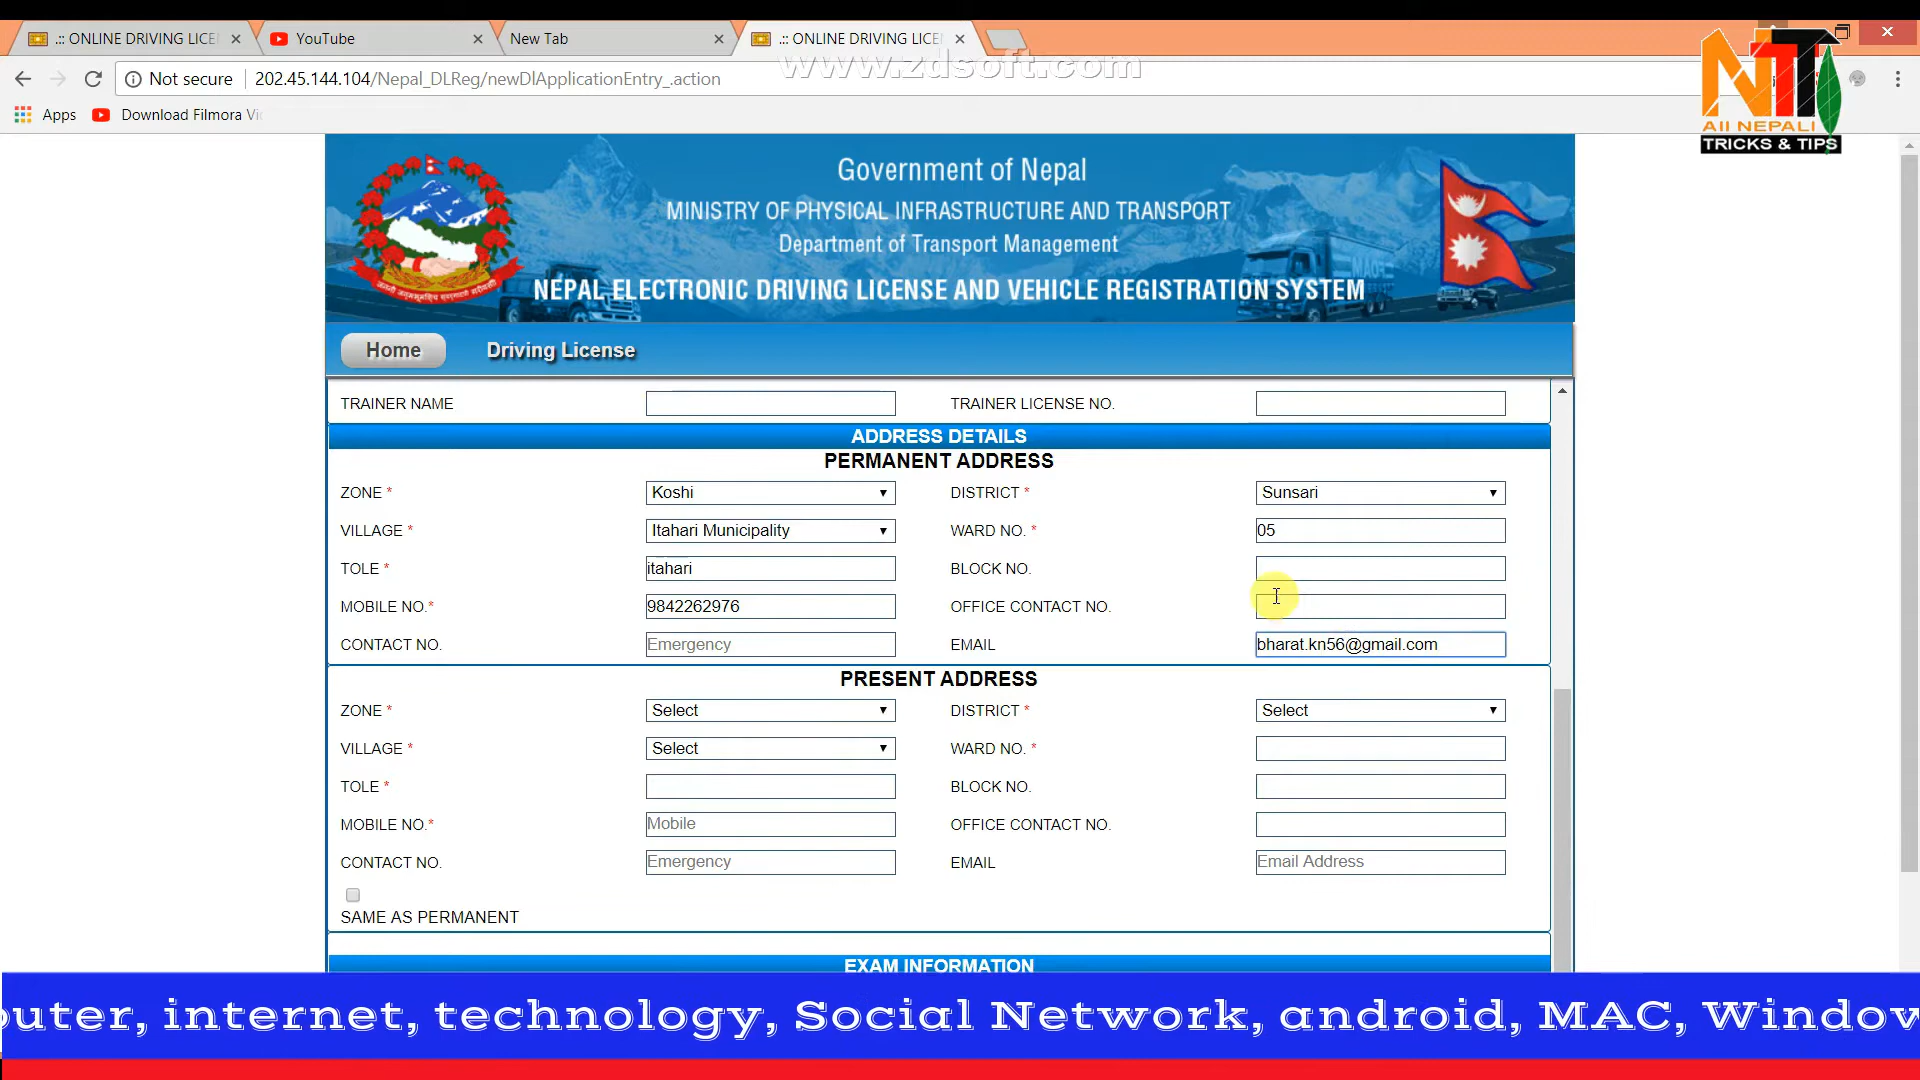 .:: ONLINE DRIVING LICE
YouTube
New Tab
.:: ONLINE DRIVING LICE
Not secure
202.45.144.104/Nepal_DLReg/newDlApplicationEntry_.action
www.zdsoft.com
Apps
Download Filmora Vi
NTT
All NEPALI
TRICKS & TIPS
Government of Nepal
MINISTRY OF PHYSICAL INFRASTRUCTURE AND TRANSPORT
Department of Transport Management
NEPAL ELECTRONIC DRIVING LICENSE AND VEHICLE REGISTRATION SYSTEM
Home Driving License
TRAINER NAME TRAINER LICENSE NO.
ADDRESS DETAILS
PERMANENT ADDRESS
ZONE * Koshi DISTRICT * Sunsari
VILLAGE * Itahari Municipality WARD NO. * 05
TOLE * itahari BLOCK NO.
MOBILE NO.* 9842262976 OFFICE CONTACT NO.
CONTACT NO. Emergency EMAIL bharat.kn56@gmail.com
PRESENT ADDRESS
ZONE * Select DISTRICT * Select
VILLAGE * Select WARD NO. *
TOLE * BLOCK NO.
MOBILE NO.* Mobile OFFICE CONTACT NO.
CONTACT NO. Emergency EMAIL Email Address
SAME AS PERMANENT
EXAM INFORMATION
puter, internet, technology, Social Network, android, MAC, Window